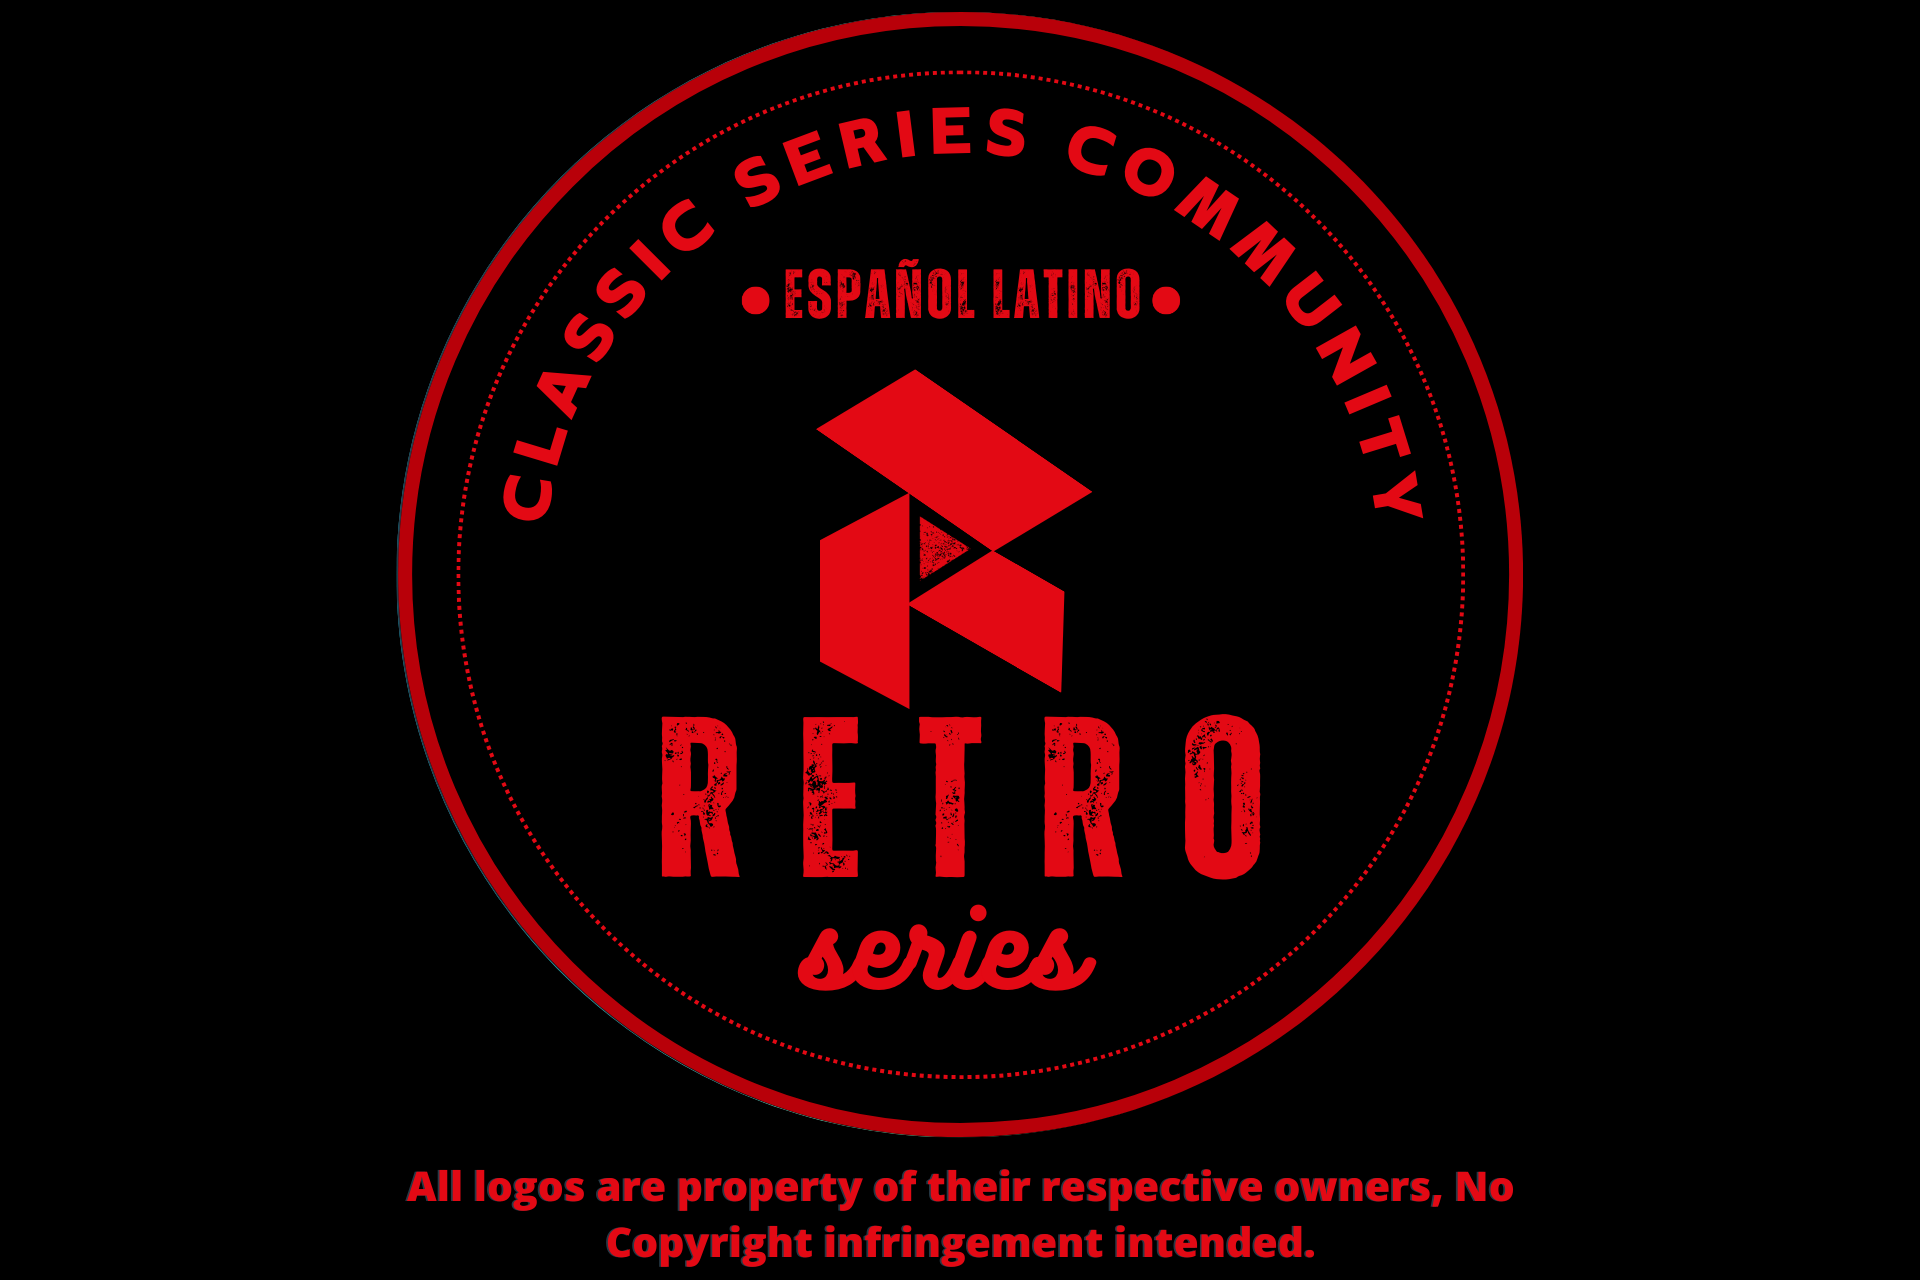 CLASSIC SERIES COMMUNITY
ESPAÑOL LATINO
RETRO
series
All logos are property of their respective owners, No
Copyright infringement intended.